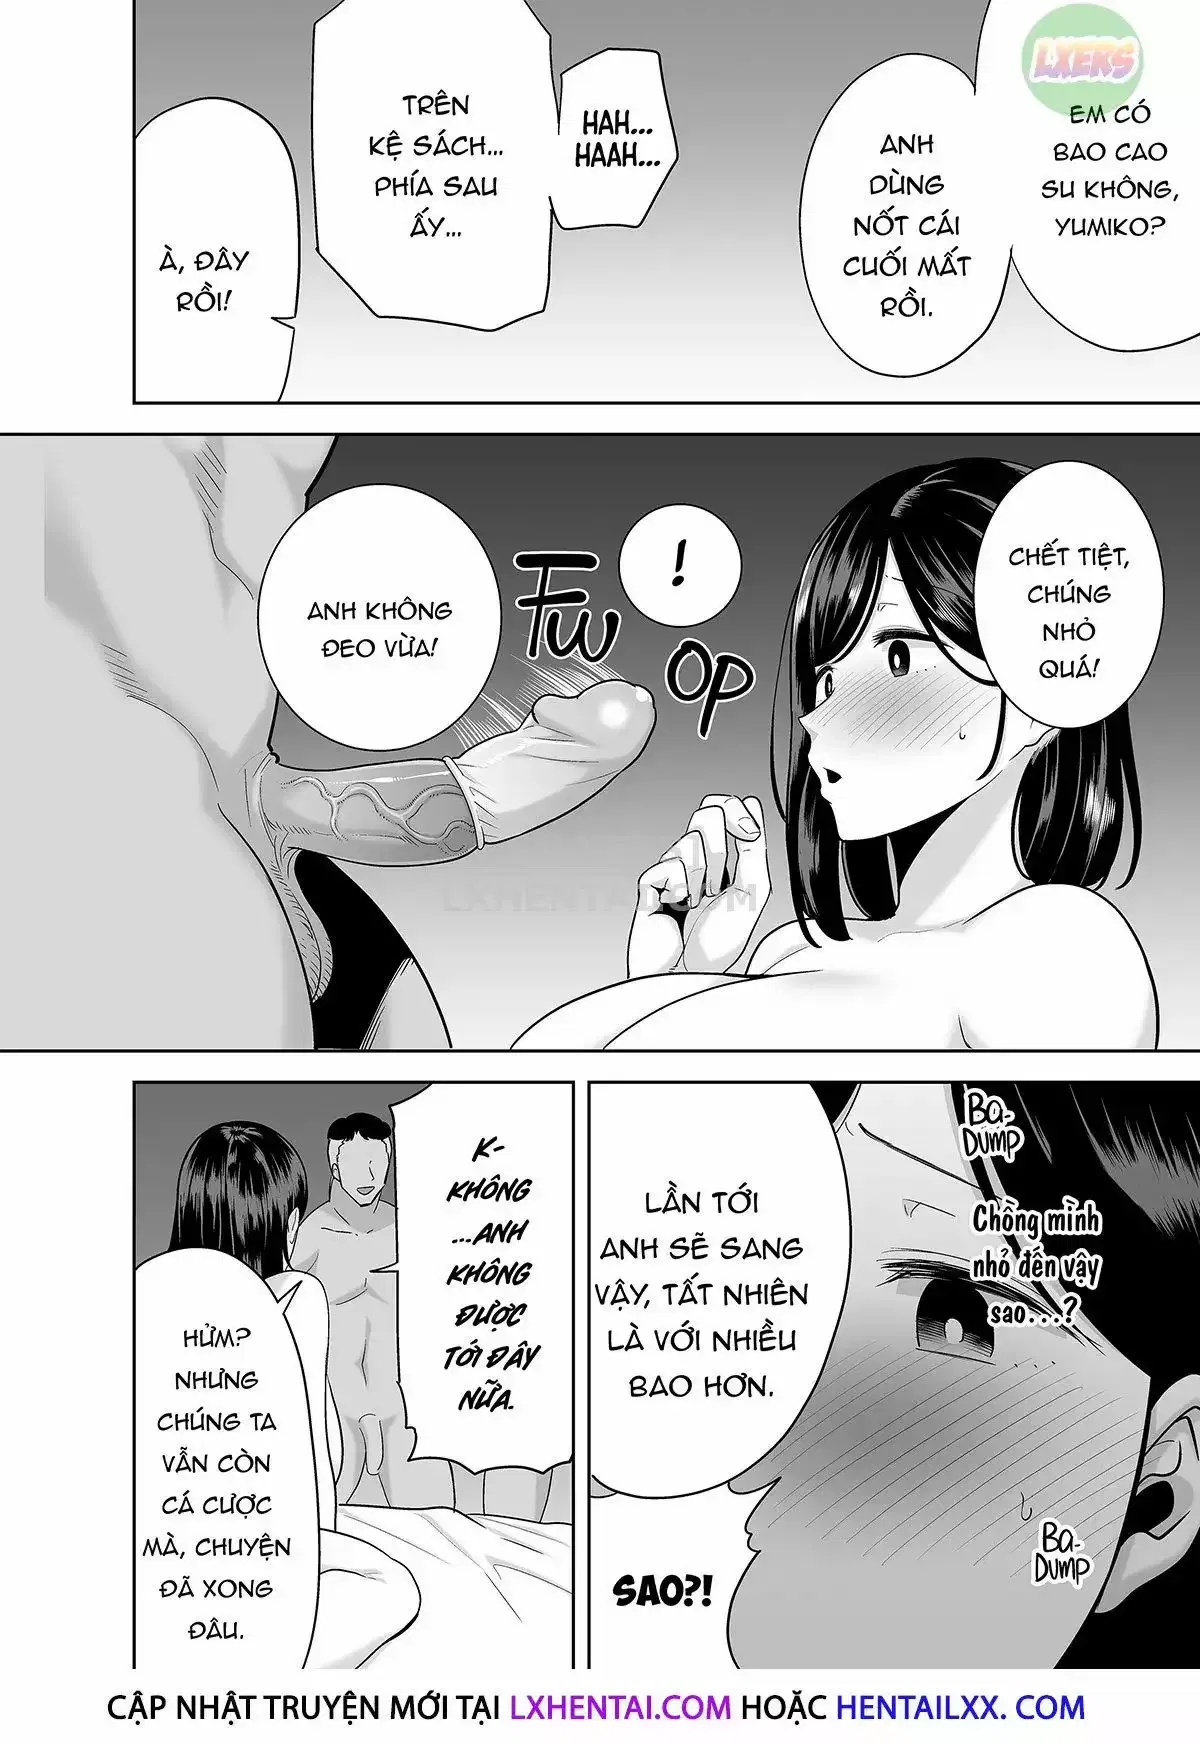 LXERS
EM CÓ
BAO CAO
SU KHÔNG,
YUMIKO?
ANH
DÙNG
NỐT CÁI
CUỐI MẤT
RỒI.
HAH...
HAAH...
TRÊN
KỆ SÁCH...
PHÍA SAU
ẤY...
À, ĐÂY
RỒI!
CHẾT TIỆT,
CHÚNG
NHỎ
QUÁ!
!
FW
OP
ANH KHÔNG
ĐEO VỪA!
LXHENTAI.COM
BA-
DUMP
Chồng mình
nhỏ đến vậy
sao...?
LẦN TỚI
ANH SẼ SANG
VẬY, TẤT NHIÊN
LÀ VỚI NHIỀU
BAO HƠN.
BA-
DUMP
SAO?!
K-
KHÔNG
...ANH
KHÔNG
ĐƯỢC
TỚI ĐÂY
NỮA.
HỬM?
NHƯNG
CHÚNG TA
VẪN CÒN
CÁ CƯỢC
MÀ, CHUYỆN
ĐÃ XONG
ĐÂU.
CẬP NHẬT TRUYỆN MỚI TẠI LXHENTAI.COM HOẶC HENTAILXX. COM